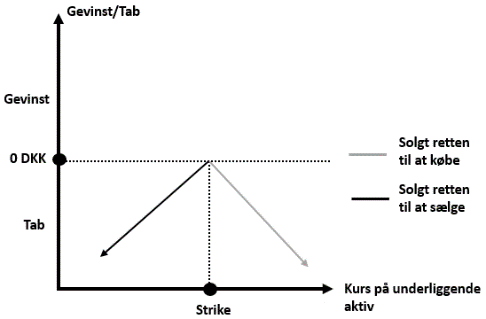 Gevinst/Tab
Gevinst
0 DKK
Tab
Solgt retten
til at købe
Solgt retten
til at sælge
Kurs på underliggende
aktiv
Strike